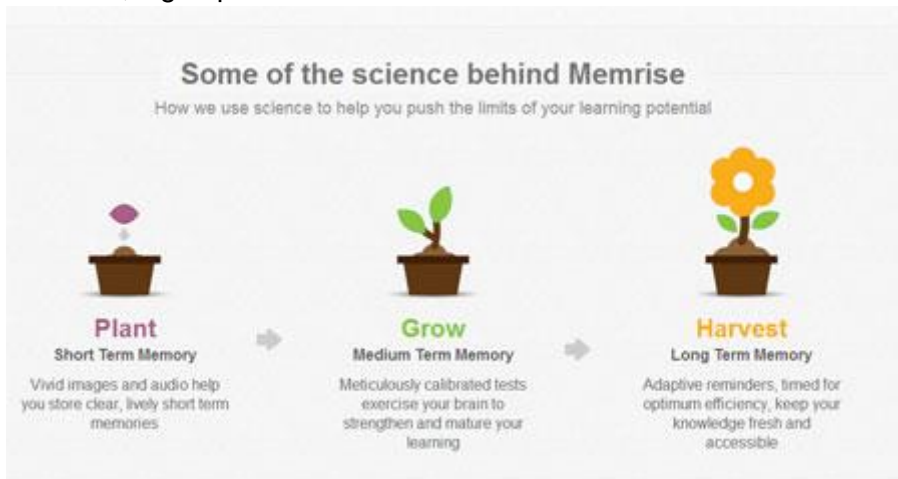 Some of the science behind Memrise
How we use science to help you push the limits of your learning potential
Plant
Short Term Memory
Vivid images and audio help
you store clear, lively short term
memories
Grow
Medium Term Memory
Meticulously calibrated tests
exercise your brain to
strengthen and mature your
learning
Harvest
Long Term Memory
Adaptive reminders, timed for
optimum efficiency, keep your
knowledge fresh and
accessible